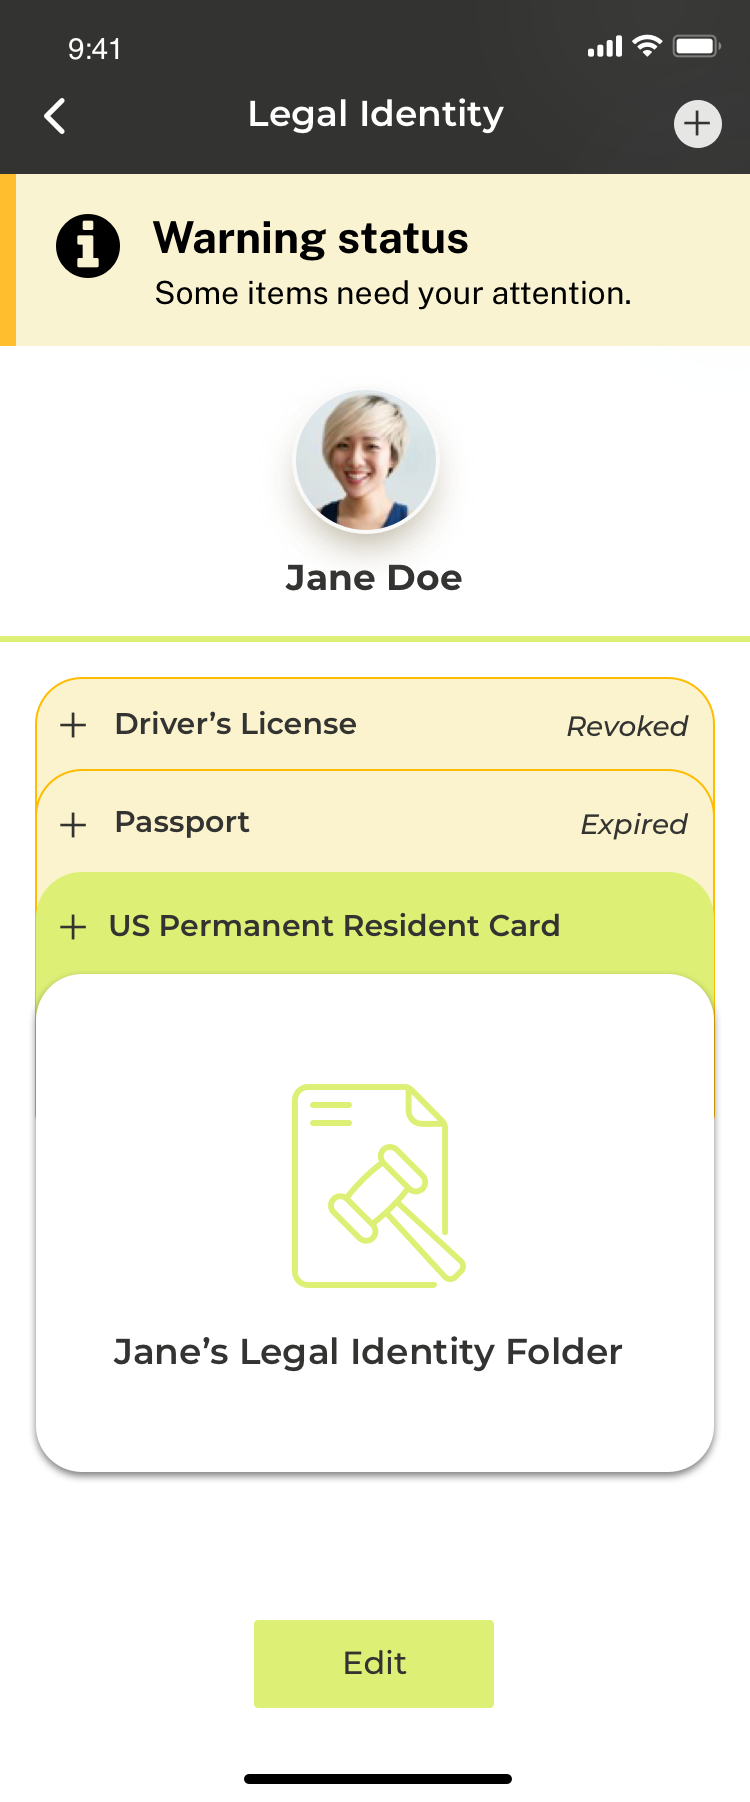 9:41
Legal Identity
Warning status
Some items need your attention.
Jane Doe
Driver’s License Revoked
Passport Expired
US Permanent Resident Card
Jane’s Legal Identity Folder
Edit